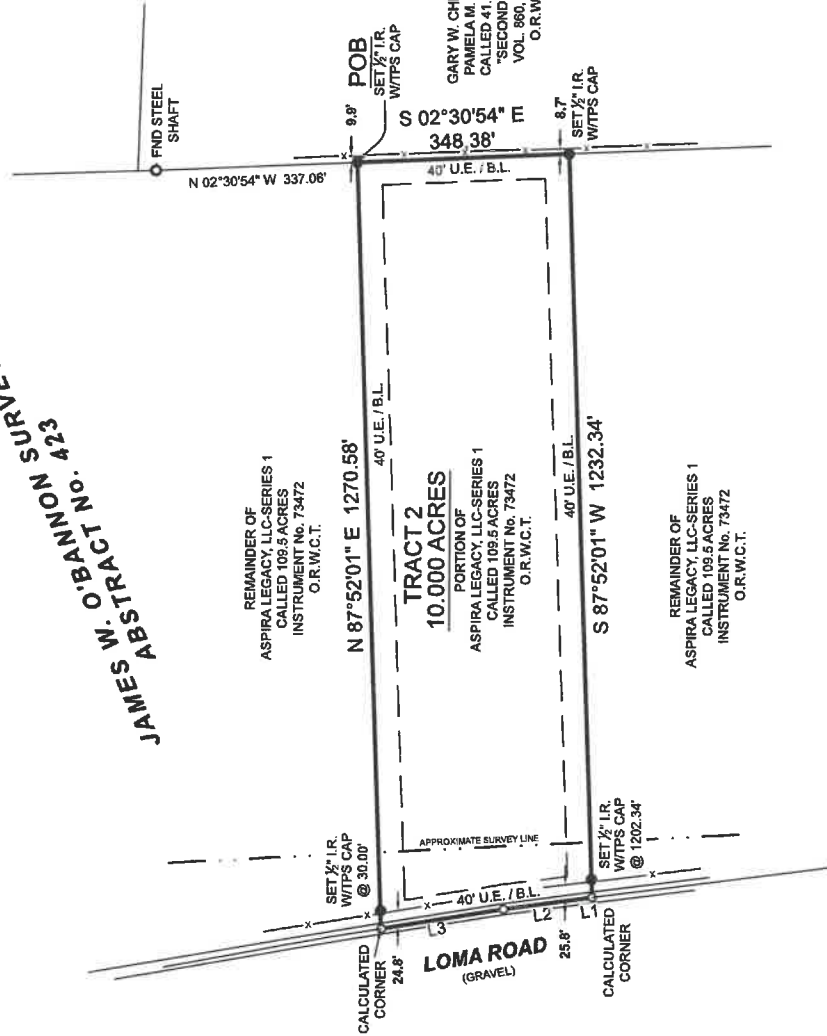 FND STEEL
SHAFT
N 02°30'54" W 337.06'
9.9'
POB
SET ½" I.R.
W/TPS CAP
GARY W.
PAMELA M.
CALLED 41.
"SECOND
VOL. 860,
S 02°30'54" E
348.38'
40' U.E. / B.L.
8.7'
SET ½" I.R.
W/TPS CAP
JAMES W. O'BANNON
ABSTRACT No. 423
REMAINDER OF
ASPIRA LEGACY, LLC-SERIES 1
CALLED 109.5 ACRES
INSTRUMENT No. 73472
O.R.W.C.T.
N 87°52'01" E 1270.58'
40' U.E. / B.L.
TRACT 2
10.000 ACRES
PORTION OF
ASPIRA LEGACY, LLC-SERIES 1
CALLED 109.5 ACRES
INSTRUMENT No. 73472
O.R.W.C.T.
40' U.E. / B.L.
S 87°52'01" W 1232.34'
REMAINDER OF
ASPIRA LEGACY, LLC-SERIES 1
CALLED 109.5 ACRES
INSTRUMENT No. 73472
O.R.W.C.T.
APPROXIMATE SURVEY LINE
SET ½" I.R.
W/TPS CAP
@ 30.00'
SET ½" I.R.
W/TPS CAP
@ 1202.34'
40' U.E. / B.L.
L3
L2
L1
CALCULATED
CORNER
24.8'
LOMA ROAD
(GRAVEL)
25.8'
CALCULATED
CORNER